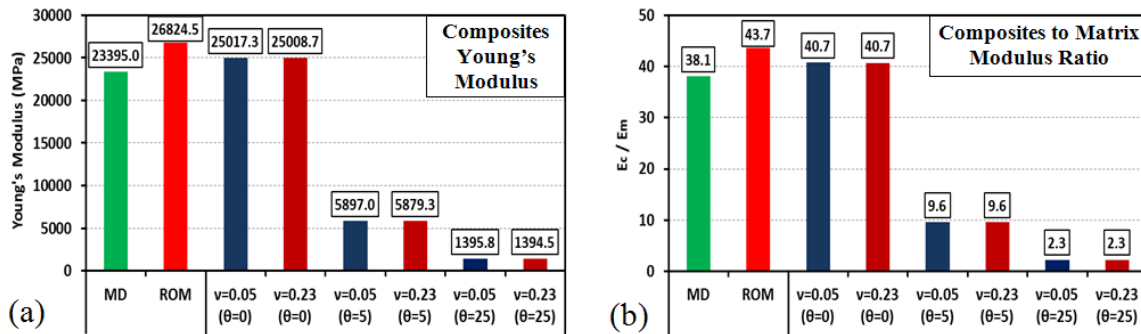 Composites
Young's
Modulus
Young's Modulus (MPa)
30000
25000
20000
15000
10000
5000
0
23395.0
26824.5
25017.3
25008.7
5897.0
5879.3
1395.8
1394.5
MD ROM v=0.05 v=0.23 v=0.05 v=0.23 v=0.05 v=0.23
(θ=0) (θ=0) (θ=5) (θ=5) (θ=25) (θ=25)
(a)
Composites to Matrix
Modulus Ratio
Ec / Em
50
40
30
20
10
0
38.1
43.7
40.7
40.7
9.6
9.6
2.3
2.3
MD ROM v=0.05 v=0.23 v=0.05 v=0.23 v=0.05 v=0.23
(θ=0) (θ=0) (θ=5) (θ=5) (θ=25) (θ=25)
(b)